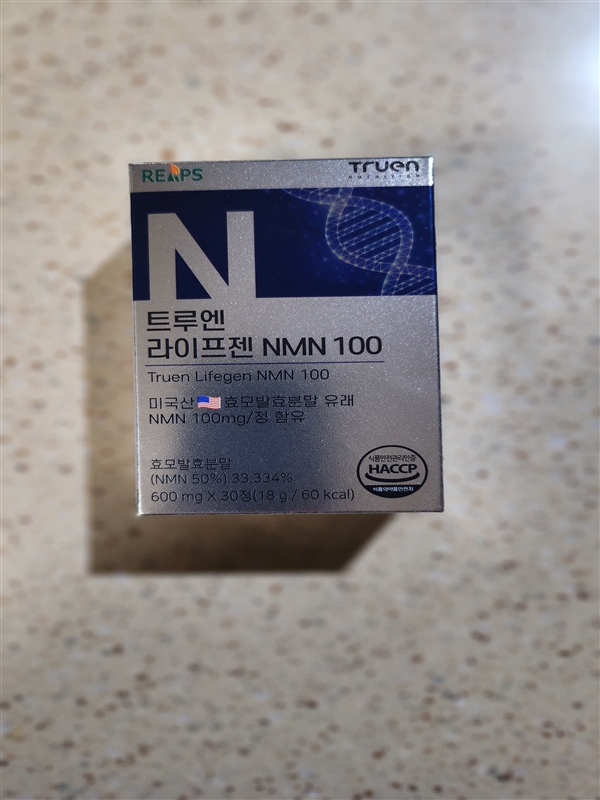 REAPS
Truen
N
트루엔
라이프젠 NMN 100
Truen Lifegen NMN 100
미국산 효모발효분말 유래
NMN 100mg/정 함유
효모발효분말
(NMN 50%) 33.334%
600 mg X 30정(18 g / 60 kcal)
식품안전관리인증
HACCP
식품의약품안전처